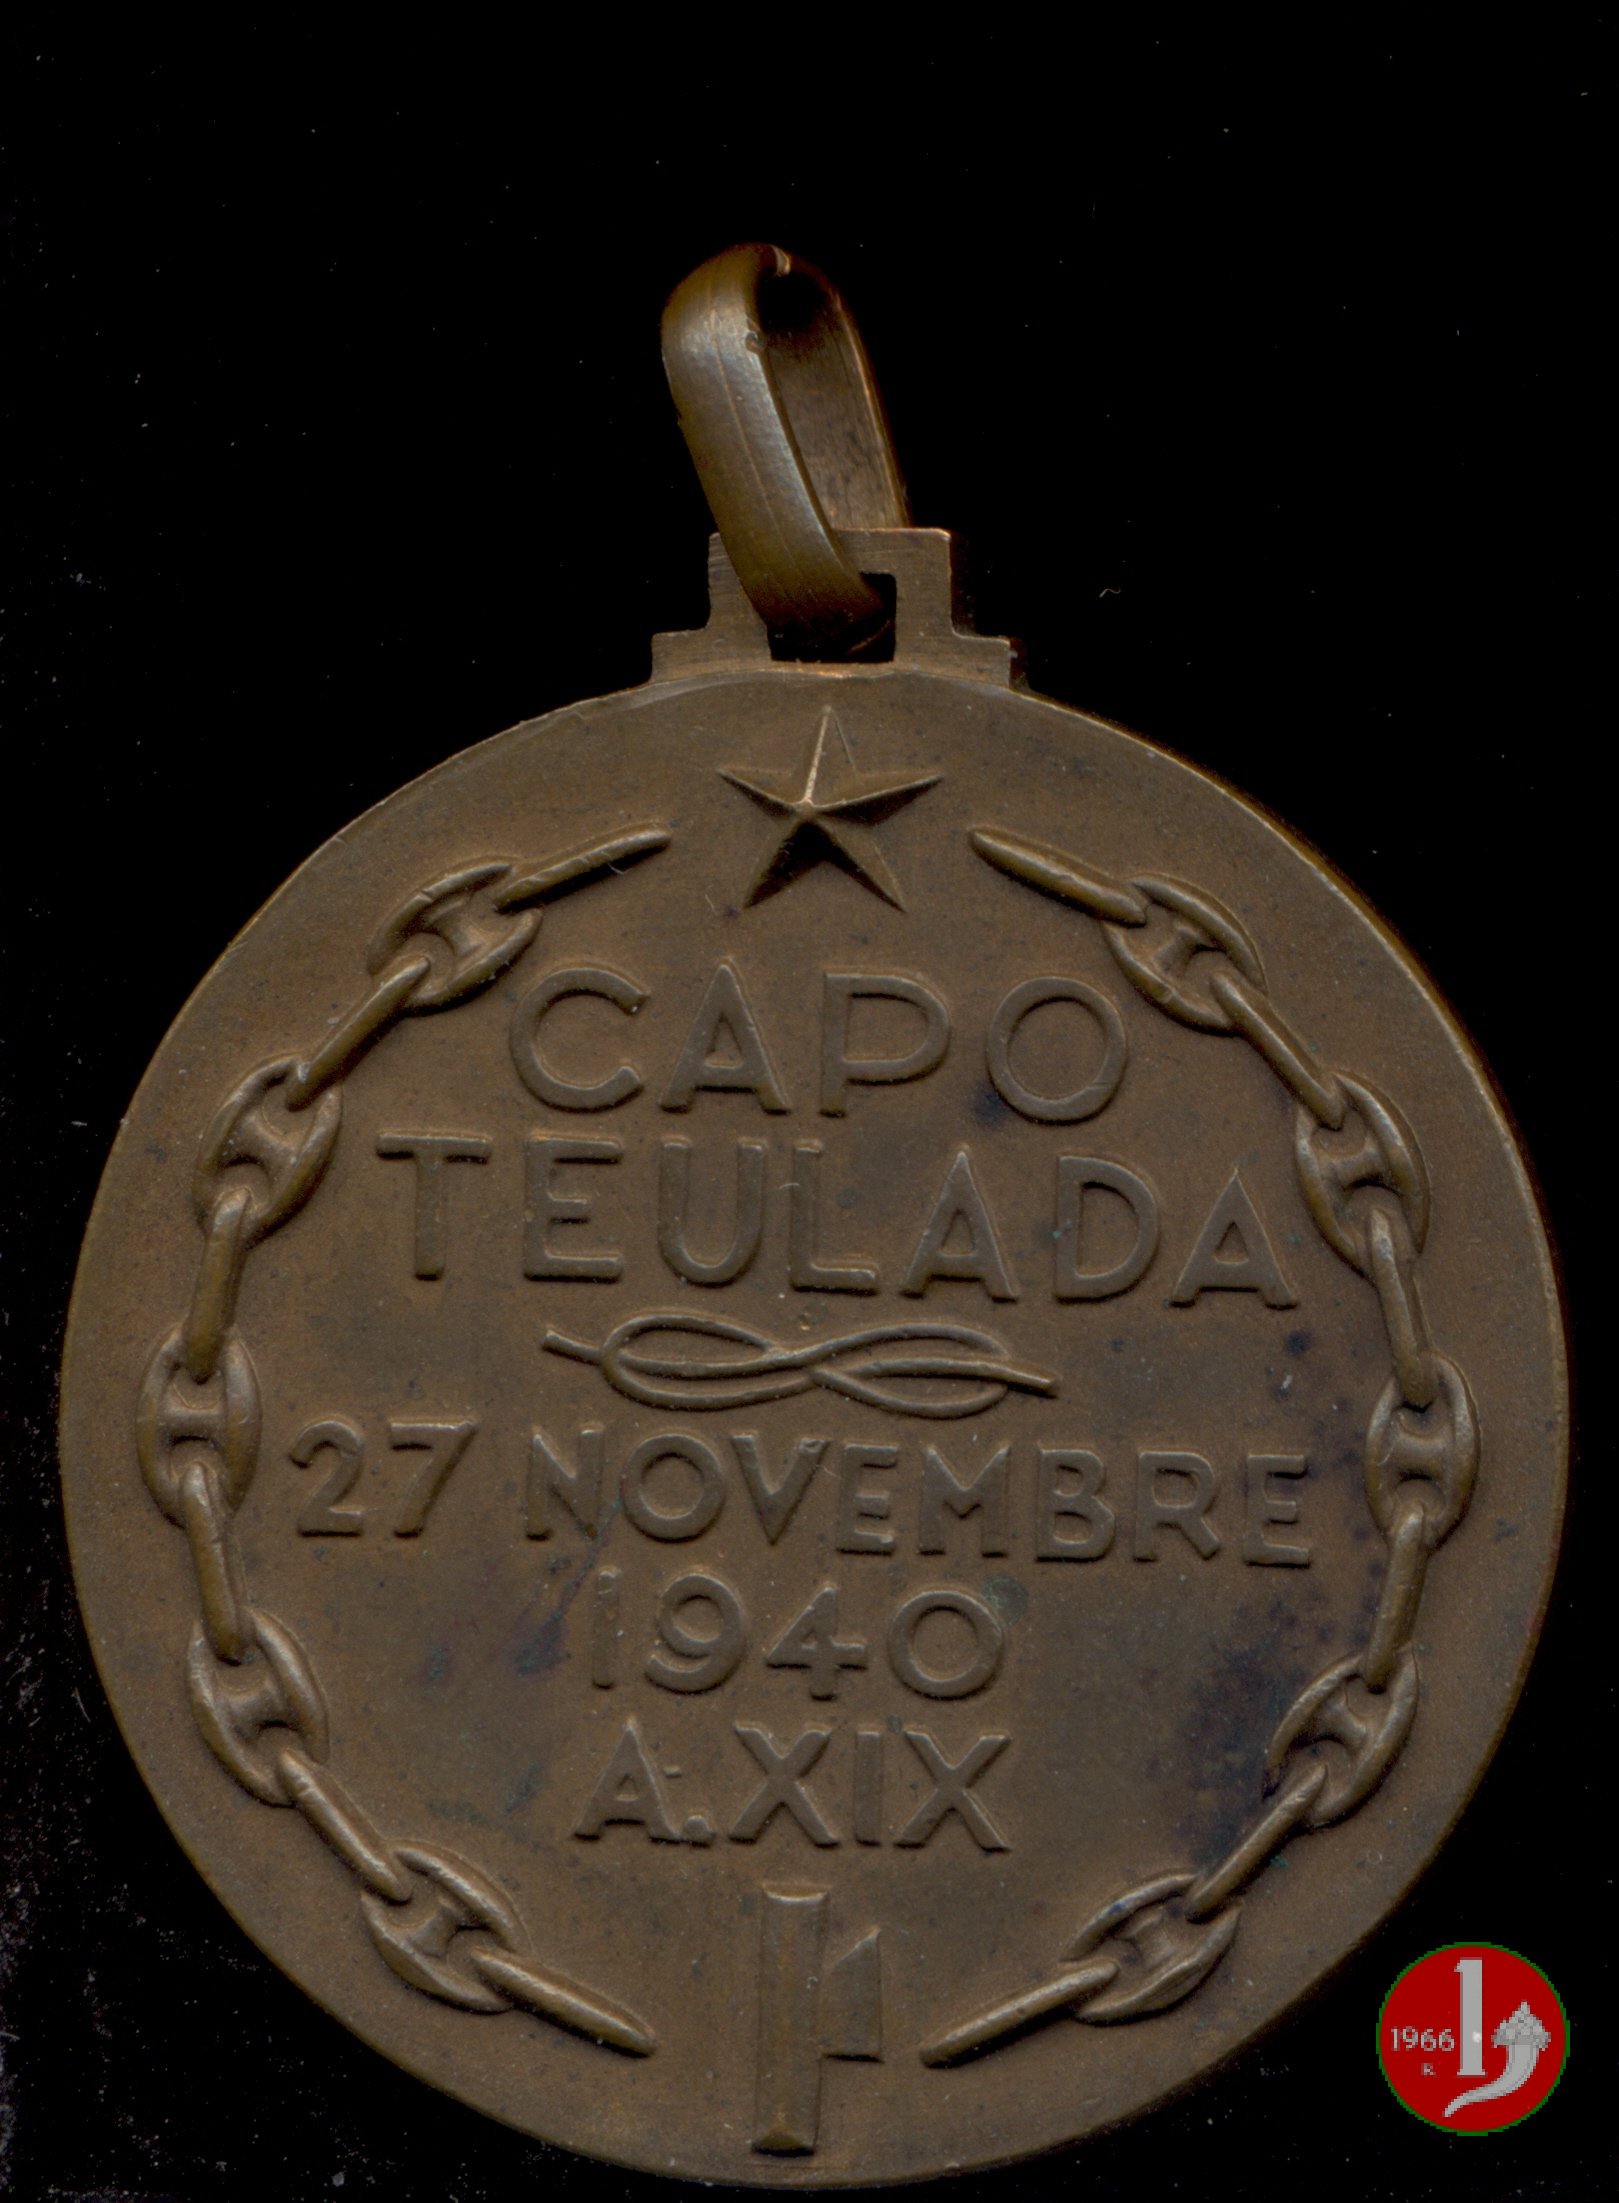 CAPO
TEULADA
27 NOVEMBRE
1940
A.XIX
1966
R